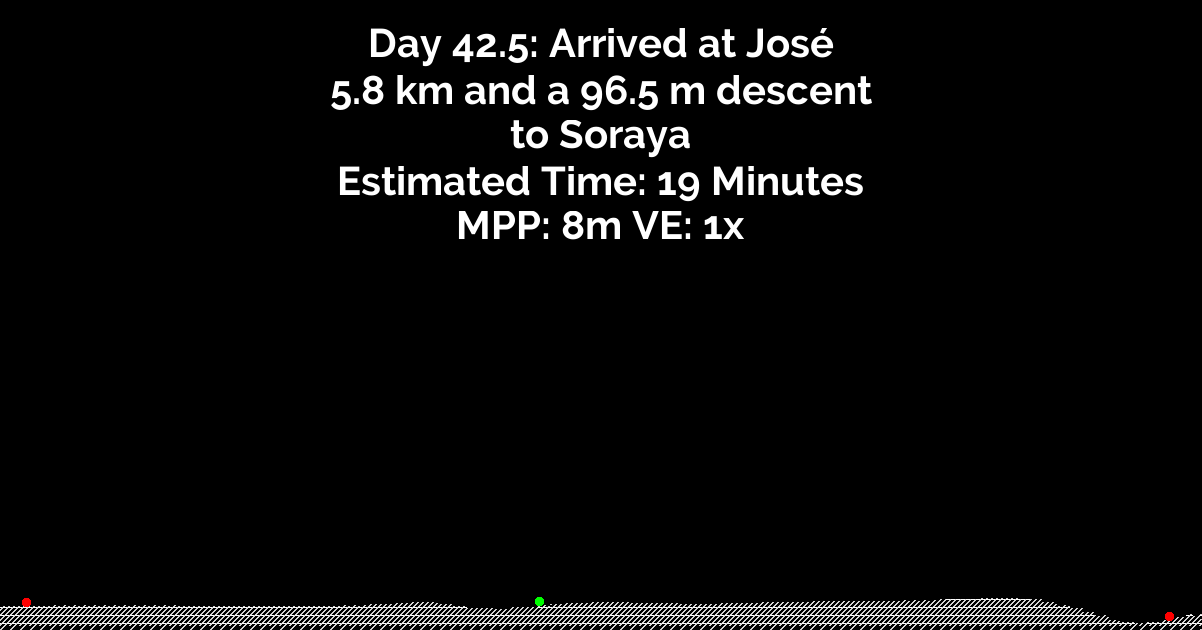 Day 42.5: Arrived at José
5.8 km and a 96.5 m descent
to Soraya
Estimated Time: 19 Minutes
MPP: 8m VE: 1x